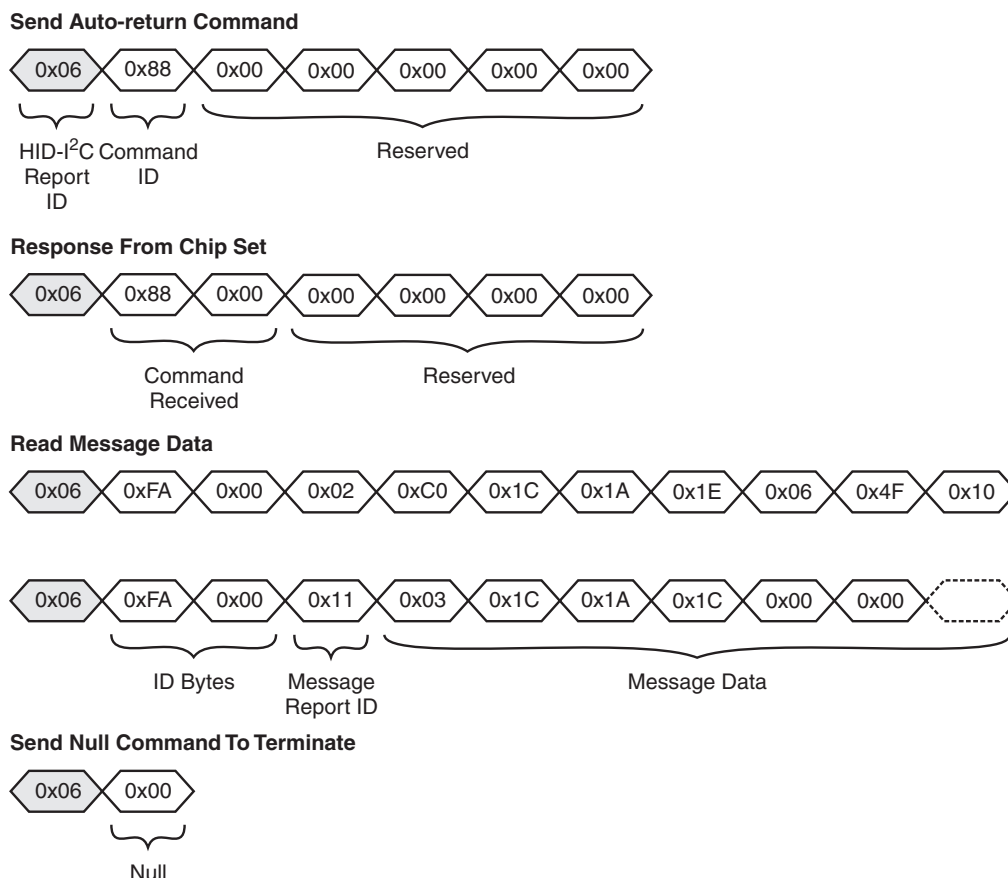 Send Auto-return Command
0x06 0x88 0x00 0x00 0x00 0x00 0x00
HID-I²C Command Reserved
Report ID
ID
Response From Chip Set
0x06 0x88 0x00 0x00 0x00 0x00 0x00
Command Reserved
Received
Read Message Data
0x06 0xFA 0x00 0x02 0xC0 0x1C 0x1A 0x1E 0x06 0x4F 0x10
0x06 0xFA 0x00 0x11 0x03 0x1C 0x1A 0x1C 0x00 0x00
ID Bytes Message Message Data
Report ID
Send Null Command To Terminate
0x06 0x00
Null